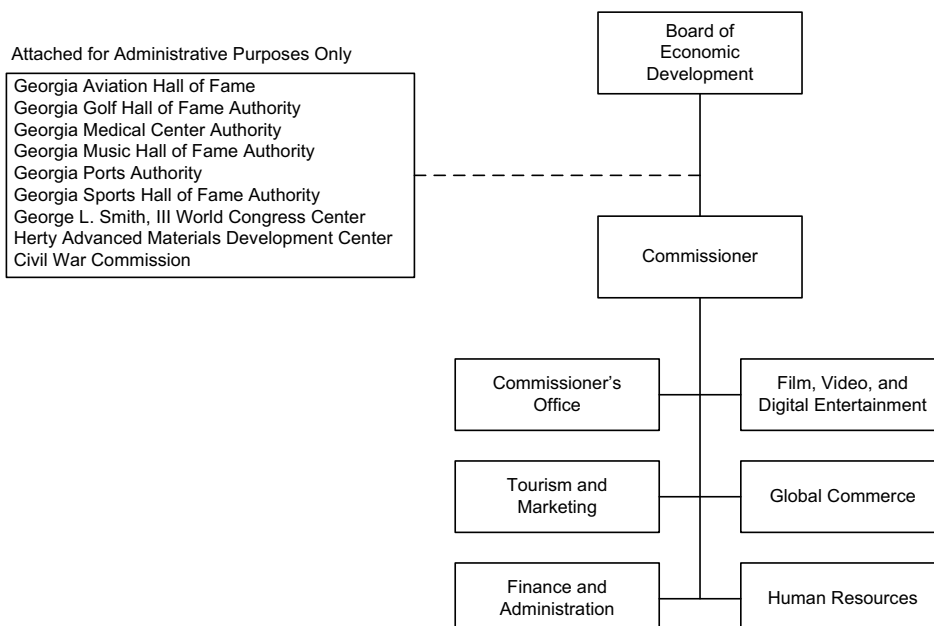 Attached for Administrative Purposes Only
Georgia Aviation Hall of Fame
Georgia Golf Hall of Fame Authority
Georgia Medical Center Authority
Georgia Music Hall of Fame Authority
Georgia Ports Authority
Georgia Sports Hall of Fame Authority
George L. Smith, III World Congress Center
Herty Advanced Materials Development Center
Civil War Commission
Board of
Economic
Development
Commissioner
Commissioner’s
Office
Film, Video, and
Digital Entertainment
Tourism and
Marketing
Global Commerce
Finance and
Administration
Human Resources